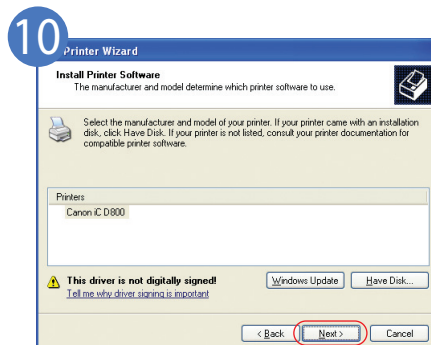 10
Printer Wizard
Install Printer Software
The manufacturer and model determine which printer software to use.
Select the manufacturer and model of your printer. If your printer came with an installation
disk, click Have Disk. If your printer is not listed, consult your printer documentation for
compatible printer software.
Printers
Canon iC D800
This driver is not digitally signed!
Tell me why driver signing is important
Windows Update
Have Disk...
< Back
Next >
Cancel